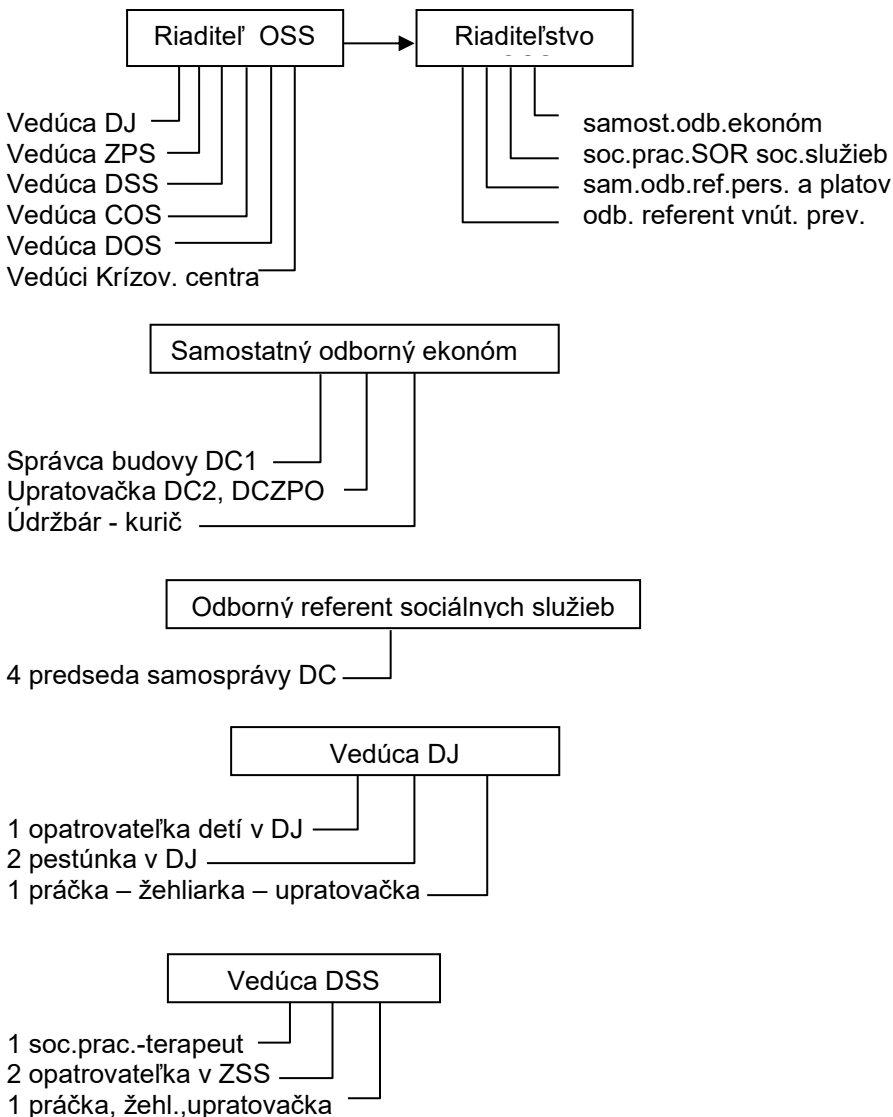 Riaditeľ OSS
Riaditeľstvo
Vedúca DJ
Vedúca ZPS
Vedúca DSS
Vedúca COS
Vedúca DOS
Vedúci Krízov. centra
samost.odb.ekonóm
soc.prac.SOR soc.služieb
sam.odb.ref.pers. a platov
odb. referent vnút. prev.
Samostatný odborný ekonóm
Správca budovy DC1
Upratovačka DC2, DCZPO
Údržbár - kurič
Odborný referent sociálnych služieb
4 predseda samosprávy DC
Vedúca DJ
1 opatrovateľka detí v DJ
2 pestúnka v DJ
1 práčka – žehliarka – upratovačka
Vedúca DSS
1 soc.prac.-terapeut
2 opatrovateľka v ZSS
1 práčka, žehl.,upratovačka